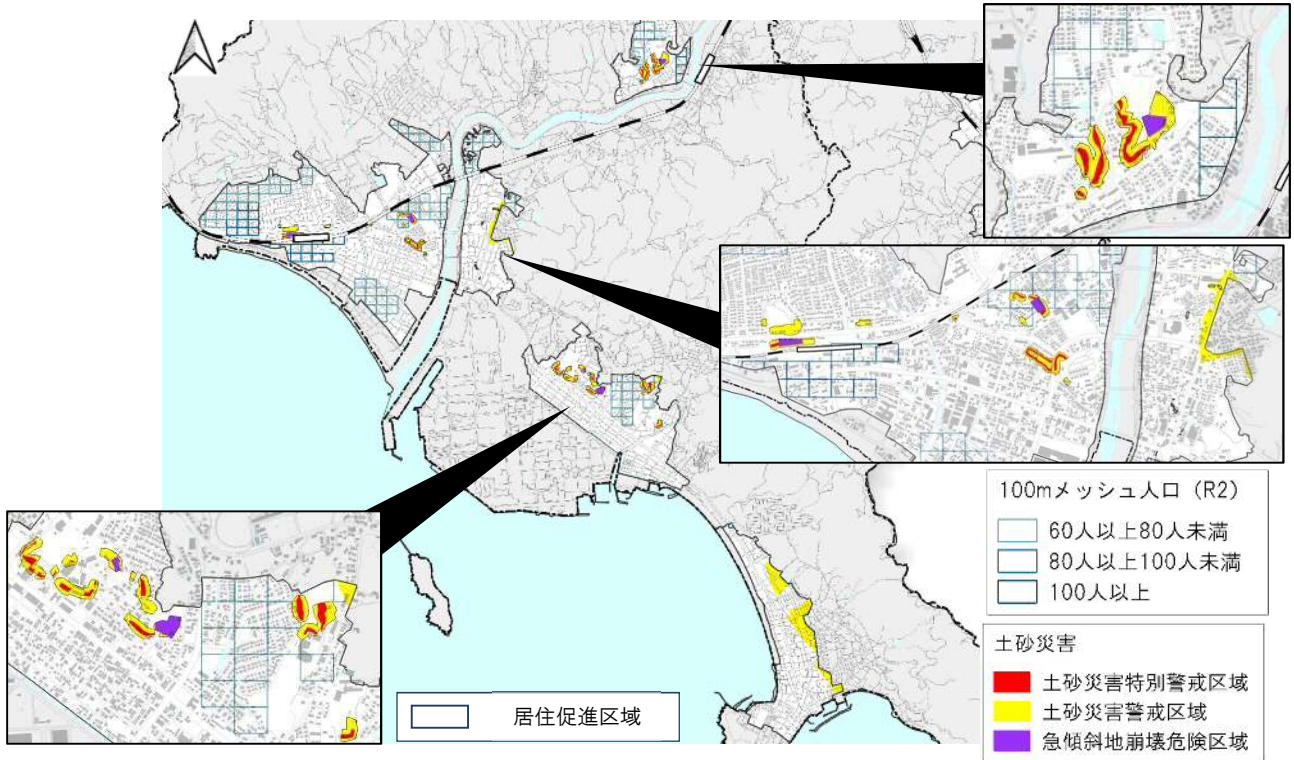 100mメッシュ人口（R2）
60人以上80人未満
80人以上100人未満
100人以上
土砂災害
土砂災害特別警戒区域
土砂災害警戒区域
急傾斜地崩壊危険区域
居住促進区域